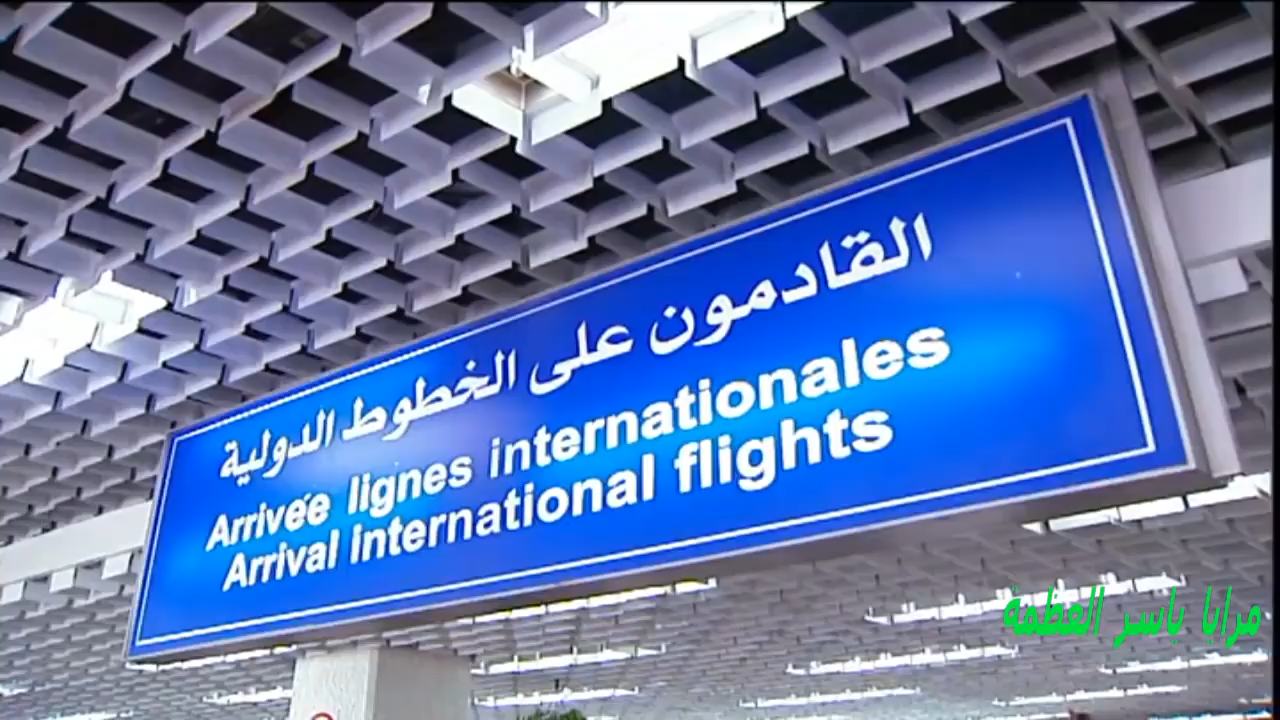 القادمون على الخطوط الدولية
Arrivée lignes internationales
Arrival international flights
مرايا ياسر العظمة